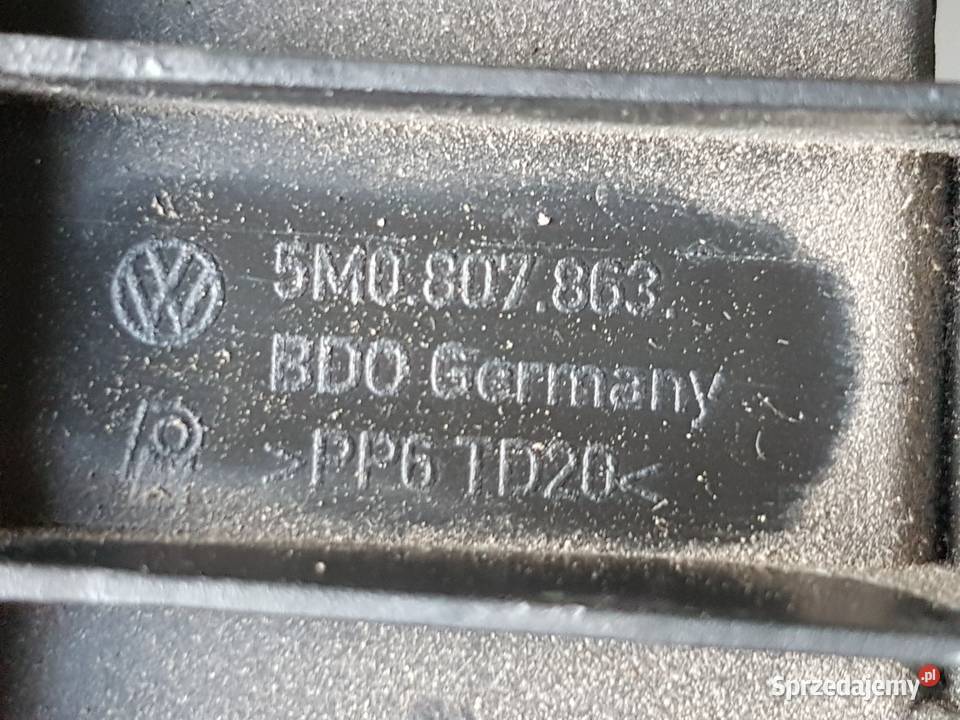 5M0.807.863.
BDO Germany
>PP6 TD20<
Sprzedajemy.pl